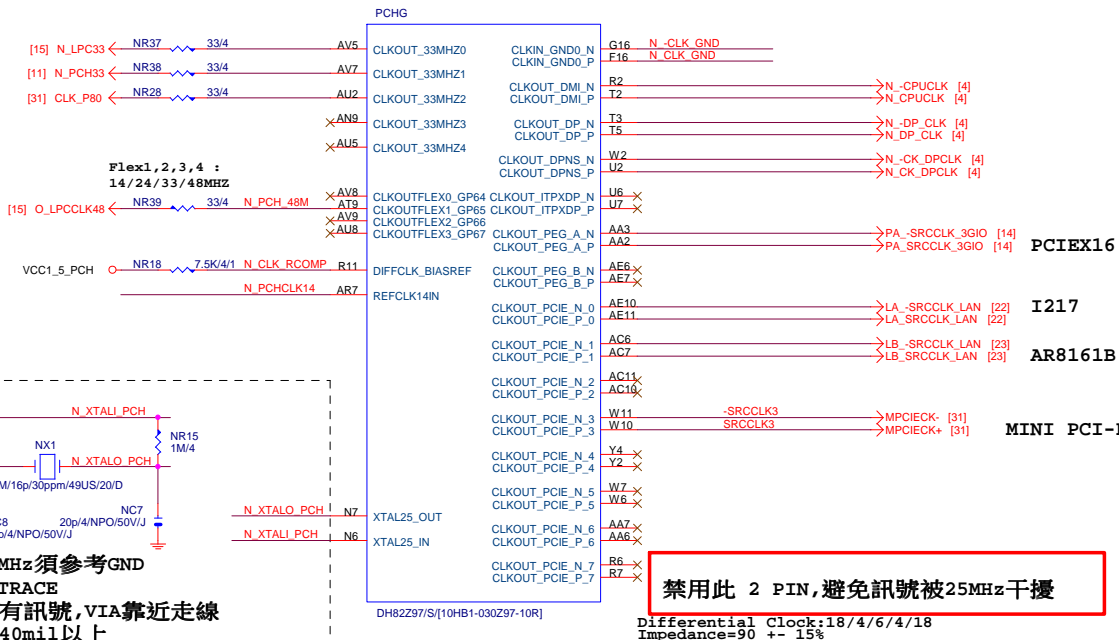 PCHG
[15] N_LPC33 NR37 33/4 AV5 CLKOUT_33MHZ0
[11] N_PCH33 NR38 33/4 AV7 CLKOUT_33MHZ1
[31] CLK_P80 NR28 33/4 AU2 CLKOUT_33MHZ2
AN9 CLKOUT_33MHZ3
AU5 CLKOUT_33MHZ4
Flex1,2,3,4 :
14/24/33/48MHZ
AV8 CLKOUTFLEX0_GP64
[15] O_LPCCLK48 NR39 33/4 N_PCH_48M AT9 CLKOUTFLEX1_GP65
AV9 CLKOUTFLEX2_GP66
AU8 CLKOUTFLEX3_GP67
VCC1_5_PCH NR18 7.5K/4/1 N_CLK_RCOMP R11 DIFFCLK_BIASREF
N_PCHCLK14 AR7 REFCLK14IN
N_XTALO_PCH N7 XTAL25_OUT
N_XTALI_PCH N6 XTAL25_IN
CLKIN_GND0_N G16 N_-CLK_GND
CLKIN_GND0_P F16 N_CLK_GND
CLKOUT_DMI_N R2 N_-CPUCLK [4]
CLKOUT_DMI_P T2 N_CPUCLK [4]
CLKOUT_DP_N T3 N_-DP_CLK [4]
CLKOUT_DP_P T5 N_DP_CLK [4]
CLKOUT_DPNS_N W2 N_-CK_DPCLK [4]
CLKOUT_DPNS_P U2 N_CK_DPCLK [4]
CLKOUT_ITPXDP_N U6
CLKOUT_ITPXDP_P U7
CLKOUT_PEG_A_N AA3 PA_-SRCCLK_3GIO [14]
CLKOUT_PEG_A_P AA2 PA_SRCCLK_3GIO [14]
PCIEX16
CLKOUT_PEG_B_N AE6
CLKOUT_PEG_B_P AE7
CLKOUT_PCIE_N_0 AE10 LA_-SRCCLK_LAN [22]
CLKOUT_PCIE_P_0 AE11 LA_SRCCLK_LAN [22]
I217
CLKOUT_PCIE_N_1 AC6 LB_-SRCCLK_LAN [23]
CLKOUT_PCIE_P_1 AC7 LB_SRCCLK_LAN [23]
AR8161B
CLKOUT_PCIE_N_2 AC11
CLKOUT_PCIE_P_2 AC10
CLKOUT_PCIE_N_3 W11 -SRCCLK3 MPCIECK- [31]
CLKOUT_PCIE_P_3 W10 SRCCLK3 MPCIECK+ [31]
MINI PCI-
CLKOUT_PCIE_N_4 Y4
CLKOUT_PCIE_P_4 Y2
CLKOUT_PCIE_N_5 W7
CLKOUT_PCIE_P_5 W6
CLKOUT_PCIE_N_6 AA7
CLKOUT_PCIE_P_6 AA6
CLKOUT_PCIE_N_7 R6
CLKOUT_PCIE_P_7 R7
DH82Z97/S/[10HB1-030Z97-10R]
N_XTALI_PCH
NR15
1M/4
NX1
N_XTALO_PCH
M/16p/30ppm/49US/20/D
NC7
20p/4/NPO/50V/J
p/4/NPO/50V/J
MHz須參考GND
TRACE
有訊號,VIA靠近走線
40mil以上
禁用此 2 PIN,避免訊號被25MHz干擾
Differential Clock:18/4/6/4/18
Impedance=90 +- 15%